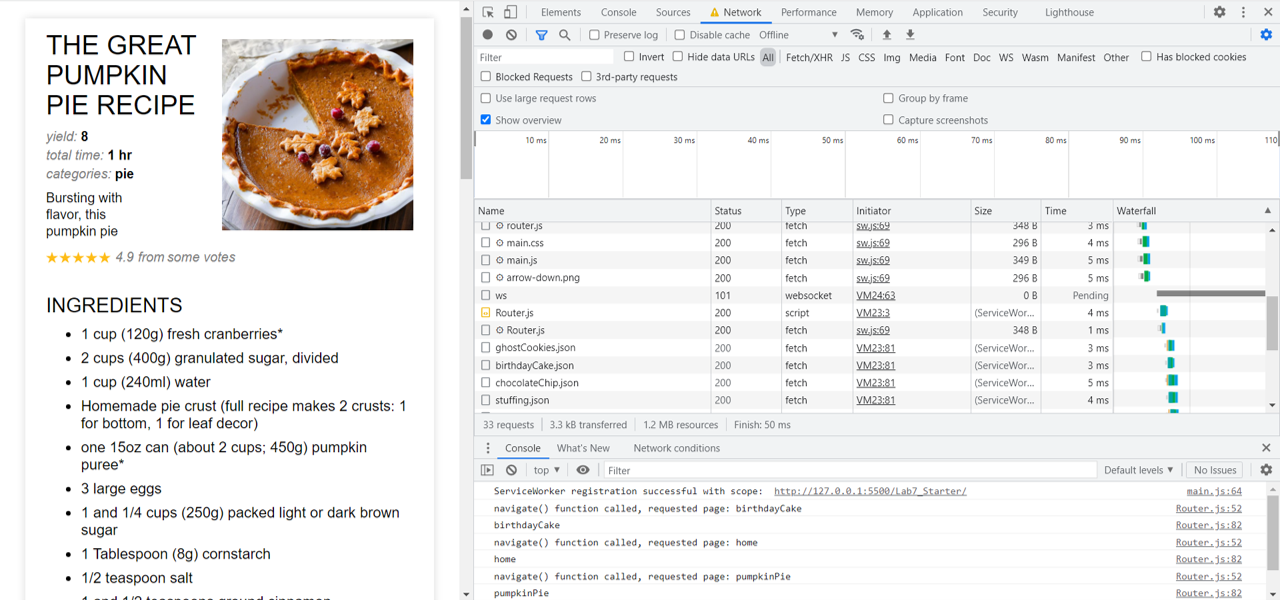 THE GREAT
PUMPKIN
PIE RECIPE
yield: 8
total time: 1 hr
categories: pie
Bursting with
flavor, this
pumpkin pie
★★★★★ 4.9 from some votes
INGREDIENTS
• 1 cup (120g) fresh cranberries*
• 2 cups (400g) granulated sugar, divided
• 1 cup (240ml) water
• Homemade pie crust (full recipe makes 2 crusts: 1
for bottom, 1 for leaf decor)
• one 15oz can (about 2 cups; 450g) pumpkin
puree*
• 3 large eggs
• 1 and 1/4 cups (250g) packed light or dark brown
sugar
• 1 Tablespoon (8g) cornstarch
• 1/2 teaspoon salt
• 1 and 1/2 teaspoons ground cinnamon
Elements Console Sources Network Performance Memory Application Security Lighthouse
Preserve log Disable cache Offline
Filter Invert Hide data URLs All Fetch/XHR JS CSS Img Media Font Doc WS Wasm Manifest Other Has blocked cookies
Blocked Requests 3rd-party requests
Use large request rows Group by frame
Show overview Capture screenshots
10 ms 20 ms 30 ms 40 ms 50 ms 60 ms 70 ms 80 ms 90 ms 100 ms 110
Name Status Type Initiator Size Time Waterfall
router.js 200 fetch sw.js:69 348 B 3 ms
main.css 200 fetch sw.js:69 296 B 4 ms
main.js 200 fetch sw.js:69 349 B 5 ms
arrow-down.png 200 fetch sw.js:69 296 B 5 ms
ws 101 websocket VM24:63 0 B Pending
Router.js 200 script VM23:3 (ServiceWor... 4 ms
Router.js 200 fetch sw.js:69 348 B 1 ms
ghostCookies.json 200 fetch VM23:81 (ServiceWor... 3 ms
birthdayCake.json 200 fetch VM23:81 (ServiceWor... 3 ms
chocolateChip.json 200 fetch VM23:81 (ServiceWor... 5 ms
stuffing.json 200 fetch VM23:81 (ServiceWor... 4 ms
33 requests 3.3 kB transferred 1.2 MB resources Finish: 50 ms
Console What's New Network conditions
top Filter Default levels No Issues
ServiceWorker registration successful with scope: http://127.0.0.1:5500/Lab7_Starter/ main.js:64
navigate() function called, requested page: birthdayCake Router.js:52
birthdayCake Router.js:82
navigate() function called, requested page: home Router.js:52
home Router.js:82
navigate() function called, requested page: pumpkinPie Router.js:52
pumpkinPie Router.js:82